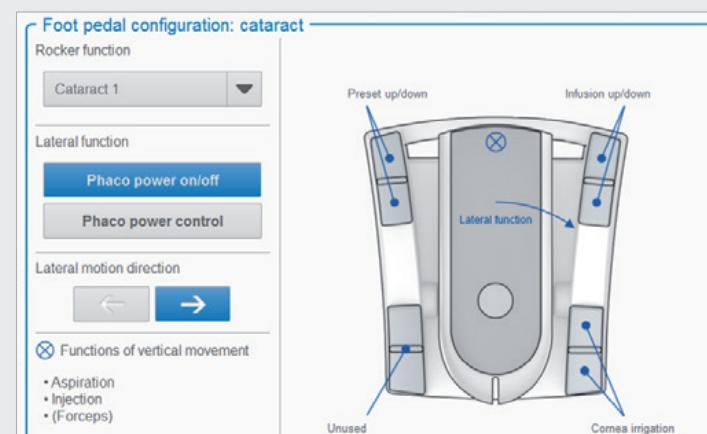 Foot pedal configuration: cataract
Rocker function
Cataract 1
Lateral function
Phaco power on/off
Phaco power control
Lateral motion direction
Functions of vertical movement
• Aspiration
• Injection
• (Forceps)
Preset up/down
Infusion up/down
Lateral function
Unused
Cornea irrigation